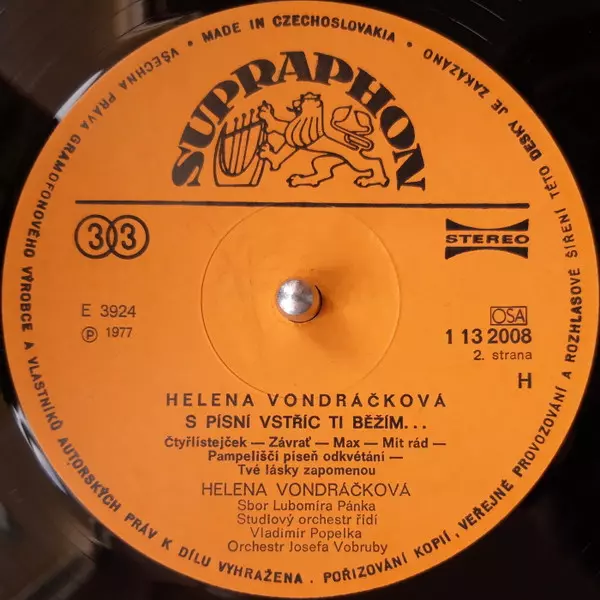 VŠECHNA PRÁVA GRAMOFONOVÉHO VÝROBCE A VLASTNÍKŮ AUTORSKÝCH PRÁV K DÍLU VYHRAŽENA. POŘIZOVÁNÍ KOPIÍ, VEŘEJNÉ PROVOZOVÁNÍ A ROZHLASOVÉ ŠÍŘENÍ TÉTO DESKY JE ZAKÁZÁNO • MADE IN CZECHOSLOVAKIA •
SUPRAPHON
33
STEREO
E 3924
℗ 1977
OSA
1 13 2008
2. strana
H
HELENA VONDRÁČKOVÁ
S PÍSNÍ VSTŘÍC TI BĚŽÍM...
Čtyřlístejček — Závrať — Max — Mít rád —
Pampelišči píseň odkvétání —
Tvé lásky zapomenou
HELENA VONDRÁČKOVÁ
Sbor Lubomíra Pánka
Studiový orchestr řídí
Vladimír Popelka
Orchestr Josefa Vobruby